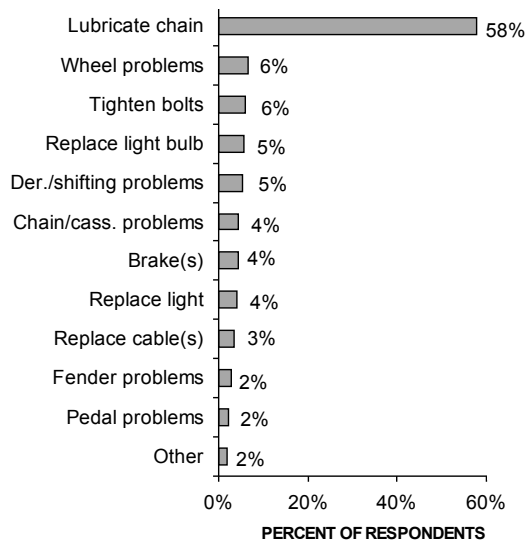 Lubricate chain 58%
Wheel problems 6%
Tighten bolts 6%
Replace light bulb 5%
Der./shifting problems 5%
Chain/cass. problems 4%
Brake(s) 4%
Replace light 4%
Replace cable(s) 3%
Fender problems 2%
Pedal problems 2%
Other 2%
0% 20% 40% 60%
PERCENT OF RESPONDENTS